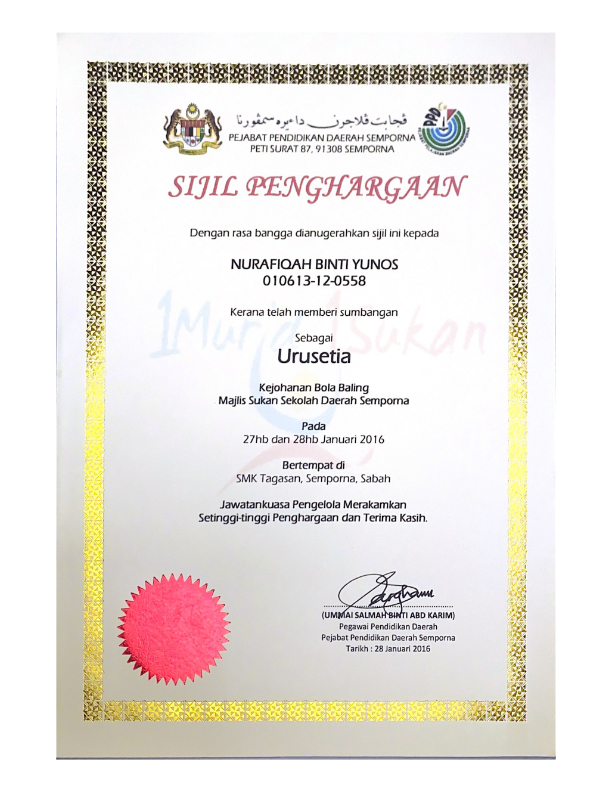 فجابت ڤلاجرن داءيره سمڤورنا
PEJABAT PENDIDIKAN DAERAH SEMPORNA
PETI SURAT 87, 91308 SEMPORNA
SIJIL PENGHARGAAN
Dengan rasa bangga dianugerahkan sijil ini kepada
NURAFIQAH BINTI YUNOS
010613-12-0558
Kerana telah memberi sumbangan
1Murid 1Sukan
Sebagai
Urusetia
Kejohanan Bola Baling
Majlis Sukan Sekolah Daerah Semporna
Pada
27hb dan 28hb Januari 2016
Bertempat di
SMK Tagasan, Semporna, Sabah
Jawatankuasa Pengelola Merakamkan
Setinggi-tinggi Penghargaan dan Terima Kasih.
(UMMAI SALMAH BINTI ABD KARIM)
Pegawai Pendidikan Daerah
Pejabat Pendidikan Daerah Semporna
Tarikh : 28 Januari 2016